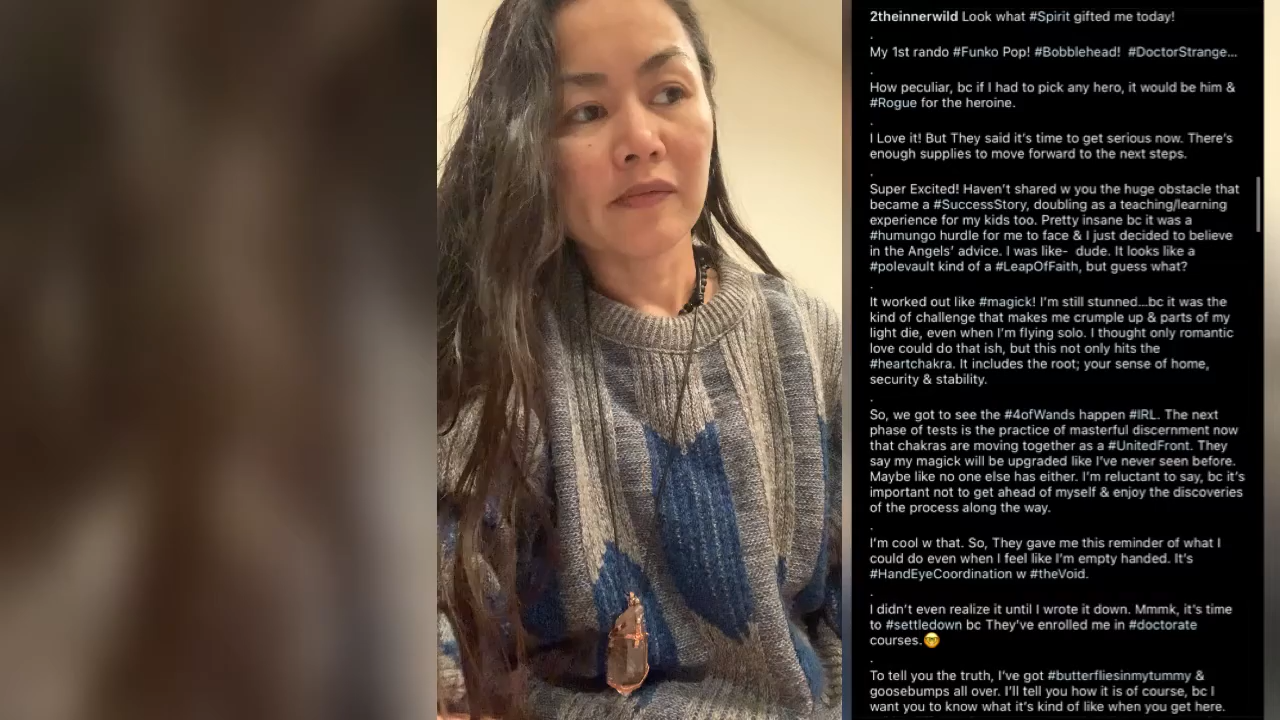 2theinnerwild Look what #Spirit gifted me today!
.
My 1st rando #Funko Pop! #Bobblehead! #DoctorStrange...
.
How peculiar, bc if I had to pick any hero, it would be him &
#Rogue for the heroine.
.
I Love it! But They said it's time to get serious now. There's
enough supplies to move forward to the next steps.
.
Super Excited! Haven't shared w you the huge obstacle that
became a #SuccessStory, doubling as a teaching/learning
experience for my kids too. Pretty insane bc it was a
#humungo hurdle for me to face & I just decided to believe
in the Angels' advice. I was like- dude. It looks like a
#polevault kind of a #LeapOfFaith, but guess what?
.
It worked out like #magick! I'm still stunned...bc it was the
kind of challenge that makes me crumple up & parts of my
light die, even when I'm flying solo. I thought only romantic
love could do that ish, but this not only hits the
#heartchakra. It includes the root; your sense of home,
security & stability.
.
So, we got to see the #4ofWands happen #IRL. The next
phase of tests is the practice of masterful discernment now
that chakras are moving together as a #UnitedFront. They
say my magick will be upgraded like I've never seen before.
Maybe like no one else has either. I'm reluctant to say, bc it's
important not to get ahead of myself & enjoy the discoveries
of the process along the way.
.
I'm cool w that. So, They gave me this reminder of what I
could do even when I feel like I'm empty handed. It's
#HandEyeCoordination w #theVoid.
.
I didn't even realize it until I wrote it down. Mmmk, it's time
to #settledown bc They've enrolled me in #doctorate
courses.🤓
.
To tell you the truth, I've got #butterfliesinmytummy &
goosebumps all over. I'll tell you how it is of course, bc I
want you to know what it's kind of like when you get here.